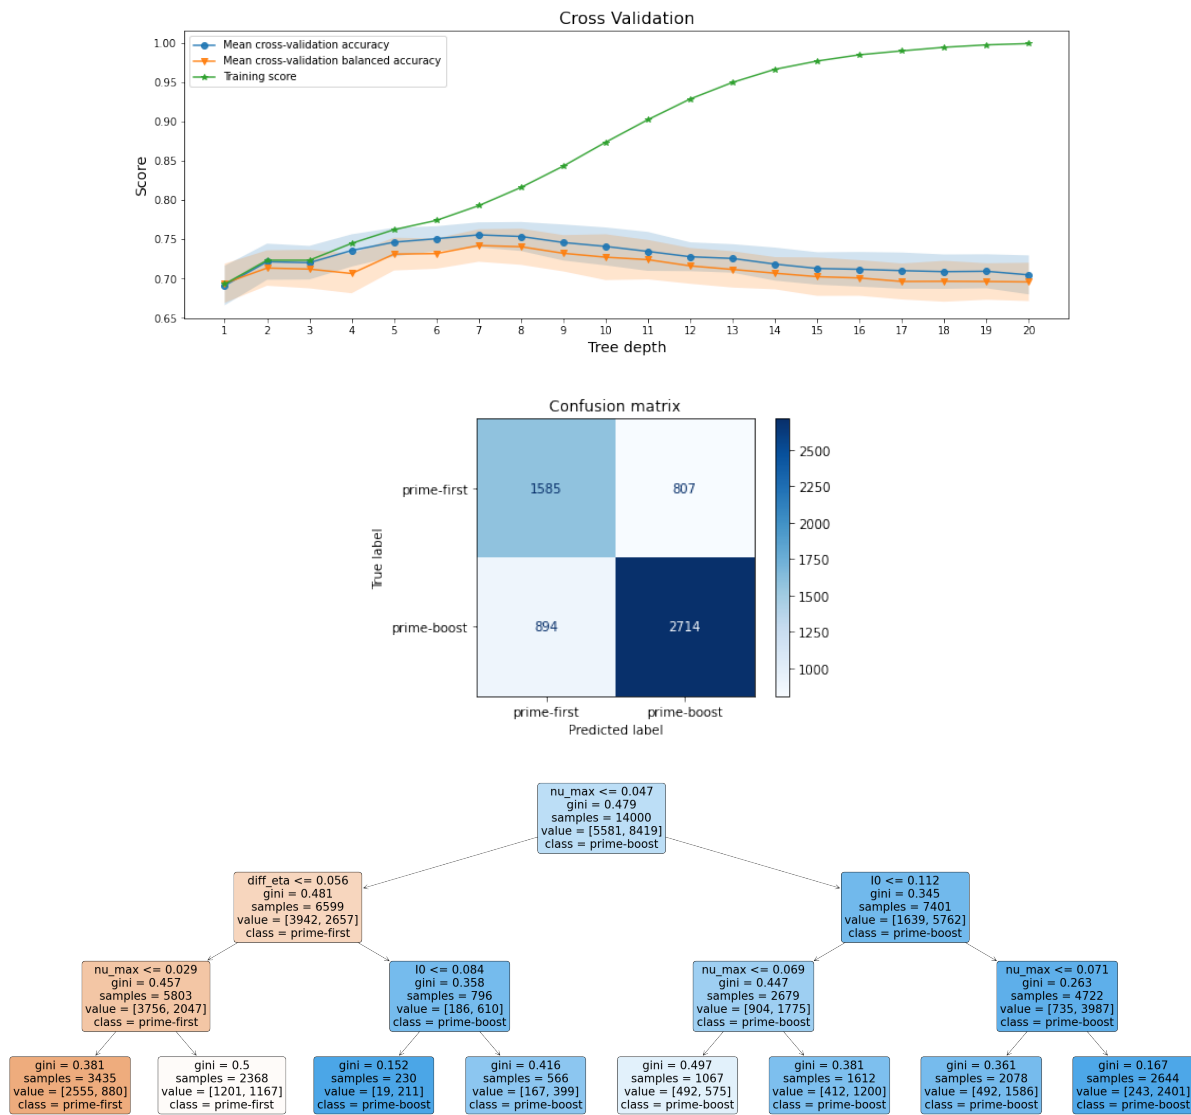 Cross Validation
Mean cross-validation accuracy
Mean cross-validation balanced accuracy
Training score
1.00
0.95
0.90
0.85
0.80
0.75
0.70
0.65
Score
1 2 3 4 5 6 7 8 9 10 11 12 13 14 15 16 17 18 19 20
Tree depth
Confusion matrix
prime-first
prime-boost
True label
1585 807
894 2714
prime-first prime-boost
Predicted label
2500
2250
2000
1750
1500
1250
1000
nu_max <= 0.047
gini = 0.479
samples = 14000
value = [5581, 8419]
class = prime-boost
diff_eta <= 0.056
gini = 0.481
samples = 6599
value = [3942, 2657]
class = prime-first
I0 <= 0.112
gini = 0.345
samples = 7401
value = [1639, 5762]
class = prime-boost
nu_max <= 0.029
gini = 0.457
samples = 5803
value = [3756, 2047]
class = prime-first
I0 <= 0.084
gini = 0.358
samples = 796
value = [186, 610]
class = prime-boost
nu_max <= 0.069
gini = 0.447
samples = 2679
value = [904, 1775]
class = prime-boost
nu_max <= 0.071
gini = 0.263
samples = 4722
value = [735, 3987]
class = prime-boost
gini = 0.381
samples = 3435
value = [2555, 880]
class = prime-first
gini = 0.5
samples = 2368
value = [1201, 1167]
class = prime-first
gini = 0.152
samples = 230
value = [19, 211]
class = prime-boost
gini = 0.416
samples = 566
value = [167, 399]
class = prime-boost
gini = 0.497
samples = 1067
value = [492, 575]
class = prime-boost
gini = 0.381
samples = 1612
value = [412, 1200]
class = prime-boost
gini = 0.361
samples = 2078
value = [492, 1586]
class = prime-boost
gini = 0.167
samples = 2644
value = [243, 2401]
class = prime-boost